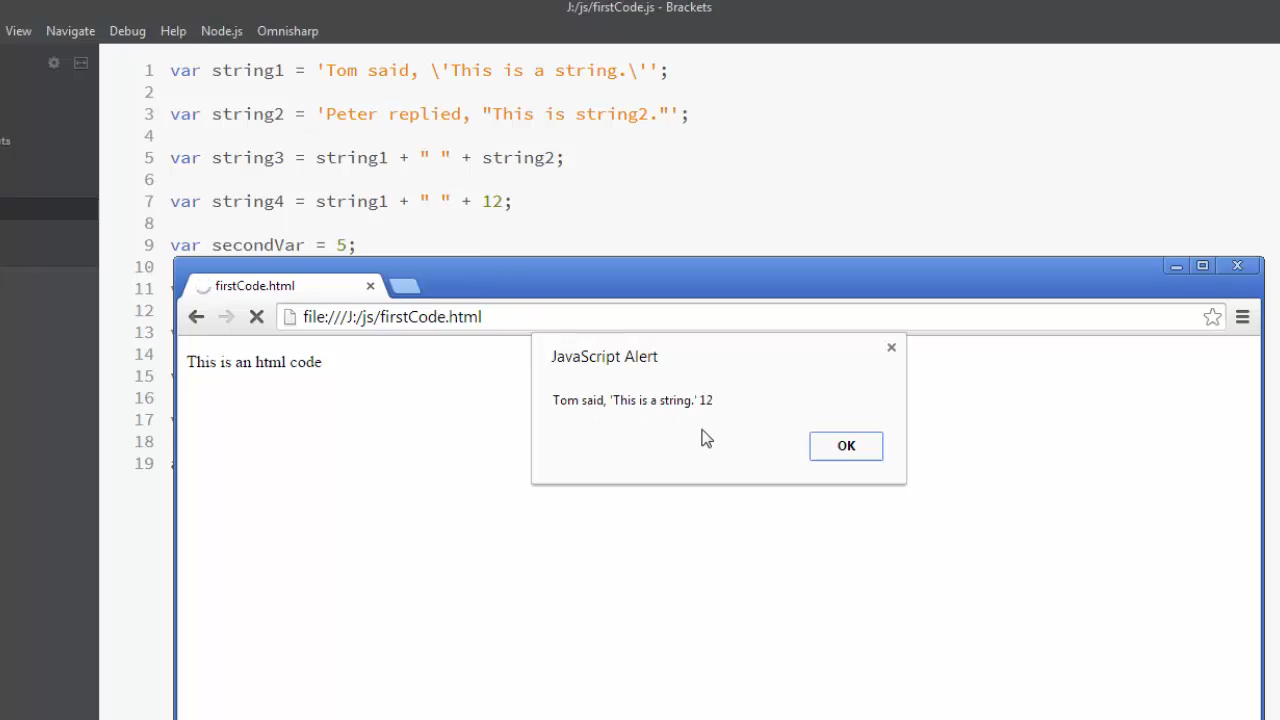 J:/js/firstCode.js - Brackets
View Navigate Debug Help Node.js Omnisharp
1 var string1 = 'Tom said, \'This is a string.\'';
2
3 var string2 = 'Peter replied, "This is string2."';
4
5 var string3 = string1 + " " + string2;
6
7 var string4 = string1 + " " + 12;
8
9 var secondVar = 5;
10
11
12
13
14
15
16
17
18
19
firstCode.html
file:///J:/js/firstCode.html
This is an html code
JavaScript Alert
Tom said, 'This is a string.' 12
OK